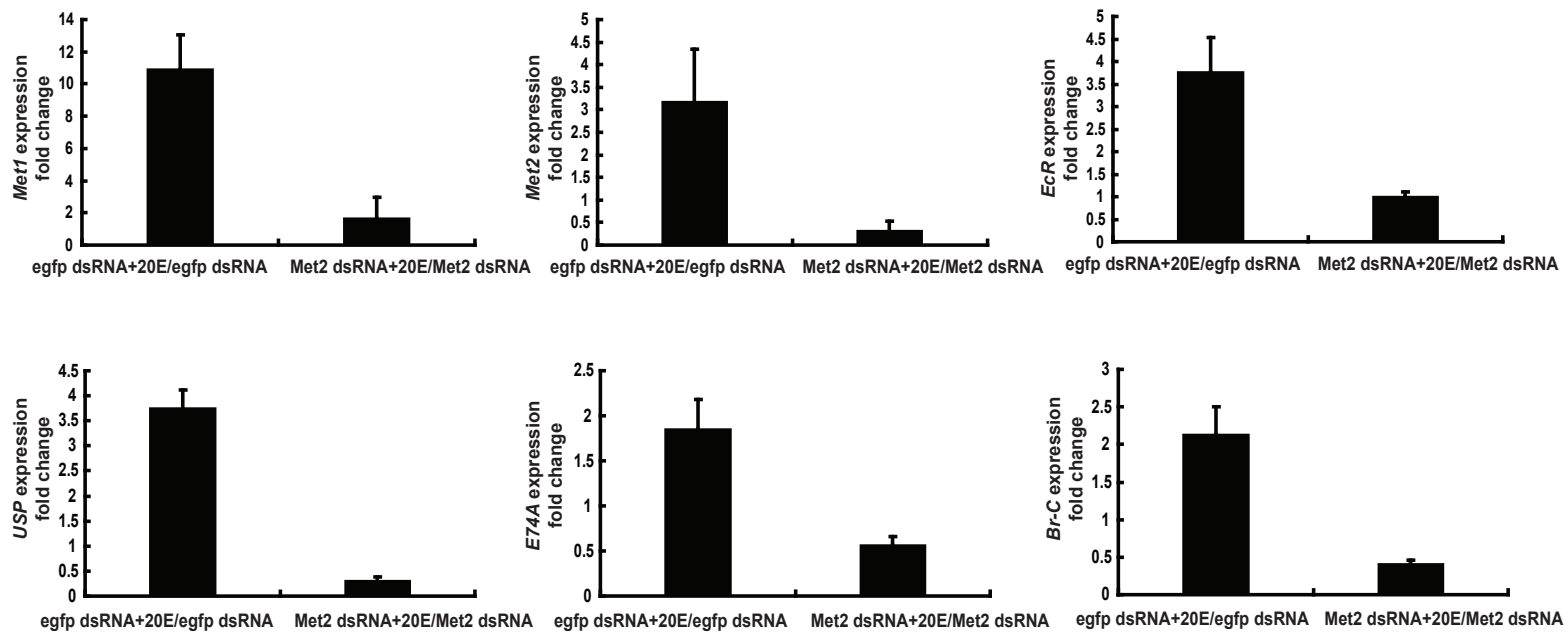 Met1 expression
fold change
14
12
10
8
6
4
2
0
egfp dsRNA+20E/egfp dsRNA Met2 dsRNA+20E/Met2 dsRNA
Met2 expression
fold change
5
4.5
4
3.5
3
2.5
2
1.5
1
0.5
0
egfp dsRNA+20E/egfp dsRNA Met2 dsRNA+20E/Met2 dsRNA
EcR expression
fold change
5
4.5
4
3.5
3
2.5
2
1.5
1
0.5
0
egfp dsRNA+20E/egfp dsRNA Met2 dsRNA+20E/Met2 dsRNA
USP expression
fold change
4.5
4
3.5
3
2.5
2
1.5
1
0.5
0
egfp dsRNA+20E/egfp dsRNA Met2 dsRNA+20E/Met2 dsRNA
E74A expression
fold change
2.5
2
1.5
1
0.5
0
egfp dsRNA+20E/egfp dsRNA Met2 dsRNA+20E/Met2 dsRNA
Br-C expression
fold change
3
2.5
2
1.5
1
0.5
0
egfp dsRNA+20E/egfp dsRNA Met2 dsRNA+20E/Met2 dsRNA